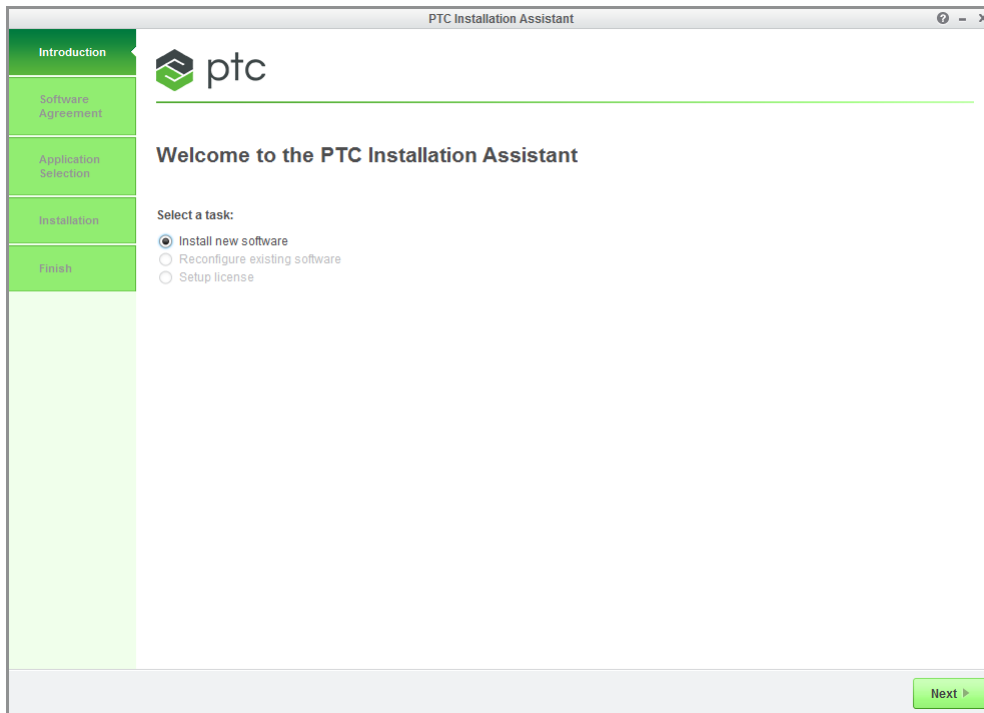 PTC Installation Assistant
Introduction
Software
Agreement
Application
Selection
Installation
Finish
ptc
Welcome to the PTC Installation Assistant
Select a task:
Install new software
Reconfigure existing software
Setup license
Next